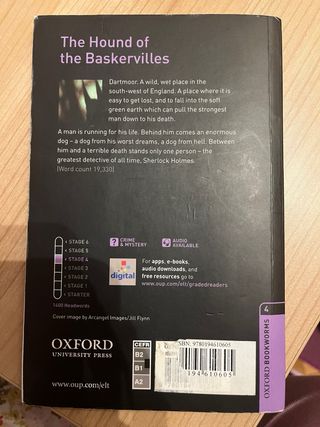 The Hound of
the Baskervilles
Dartmoor. A wild, wet place in the
south-west of England. A place where it is
easy to get lost, and to fall into the soft
green earth which can pull the strongest
man down to his death.
A man is running for his life. Behind him comes an enormous
dog – a dog from his worst dreams, a dog from hell. Between
him and a terrible death stands only one person – the
greatest detective of all time, Sherlock Holmes.
(Word count 19,330)
< STAGE 6
< STAGE 5
< STAGE 4
< STAGE 3
< STAGE 2
< STAGE 1
< STARTER
1400 Headwords
? CRIME & MYSTERY
AUDIO AVAILABLE
digital
For apps, e-books,
audio downloads, and
free resources go to
www.oup.com/elt/gradedreaders
Cover image by Arcangel Images/Jill Flynn
4
OXFORD BOOKWORMS
OXFORD
UNIVERSITY PRESS
www.oup.com/elt
CEFR
B2
B1
A2
ISBN 9780194610605
194 610605